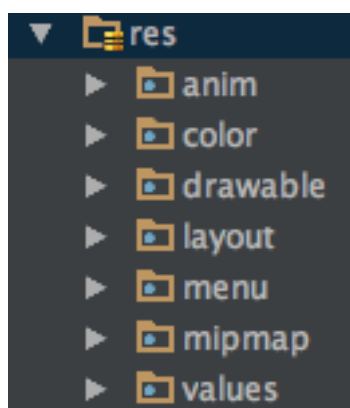 res
anim
color
drawable
layout
menu
mipmap
values